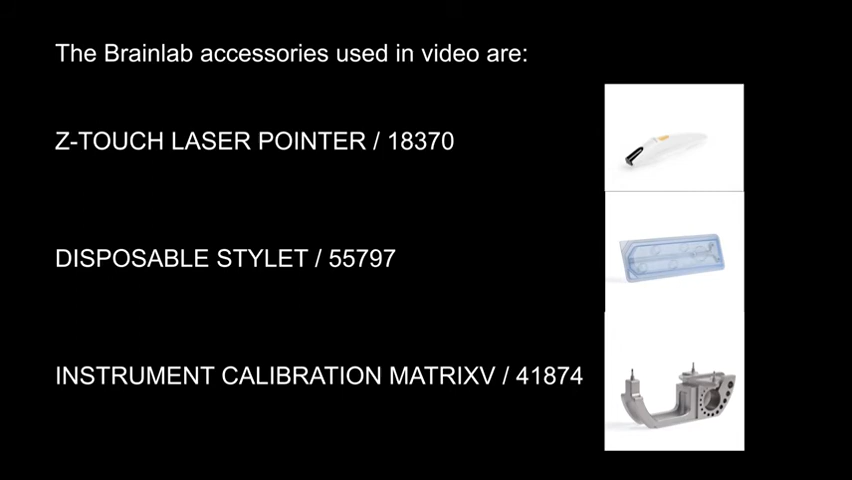 The Brainlab accessories used in video are:
Z-TOUCH LASER POINTER / 18370
DISPOSABLE STYLET / 55797
INSTRUMENT CALIBRATION MATRIXV / 41874